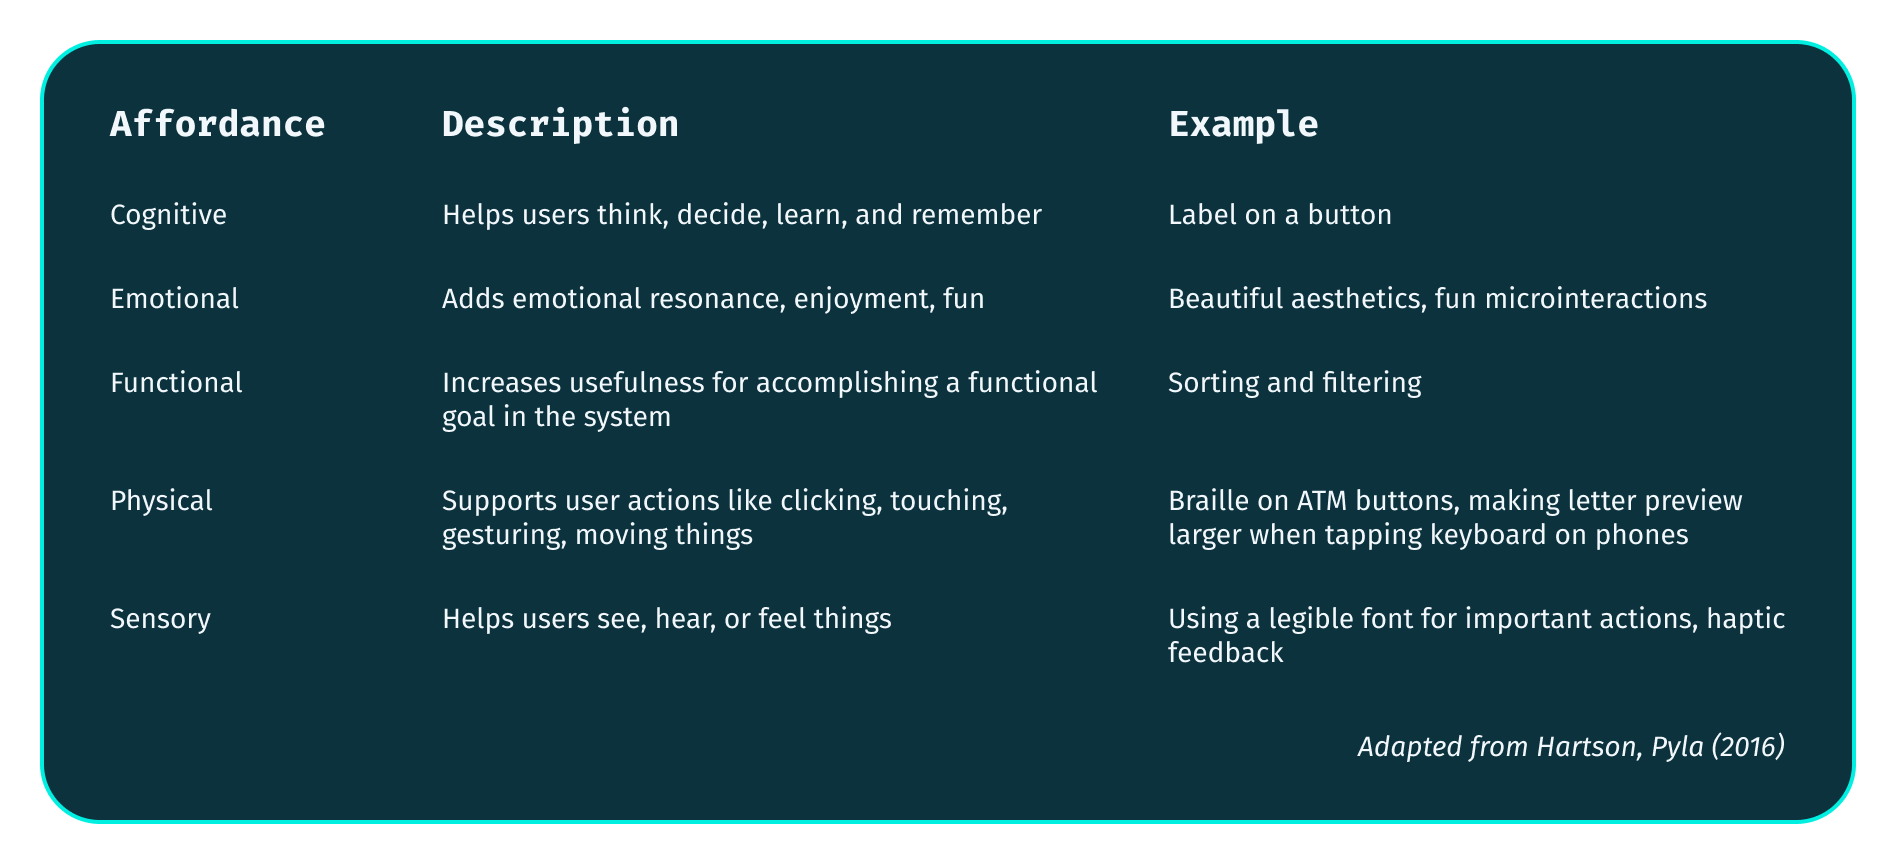 Affordance Description Example
Cognitive Helps users think, decide, learn, and remember Label on a button
Emotional Adds emotional resonance, enjoyment, fun Beautiful aesthetics, fun microinteractions
Functional Increases usefulness for accomplishing a functional Sorting and filtering
goal in the system
Physical Supports user actions like clicking, touching, Braille on ATM buttons, making letter preview
gesturing, moving things larger when tapping keyboard on phones
Sensory Helps users see, hear, or feel things Using a legible font for important actions, haptic
feedback
Adapted from Hartson, Pyla (2016)